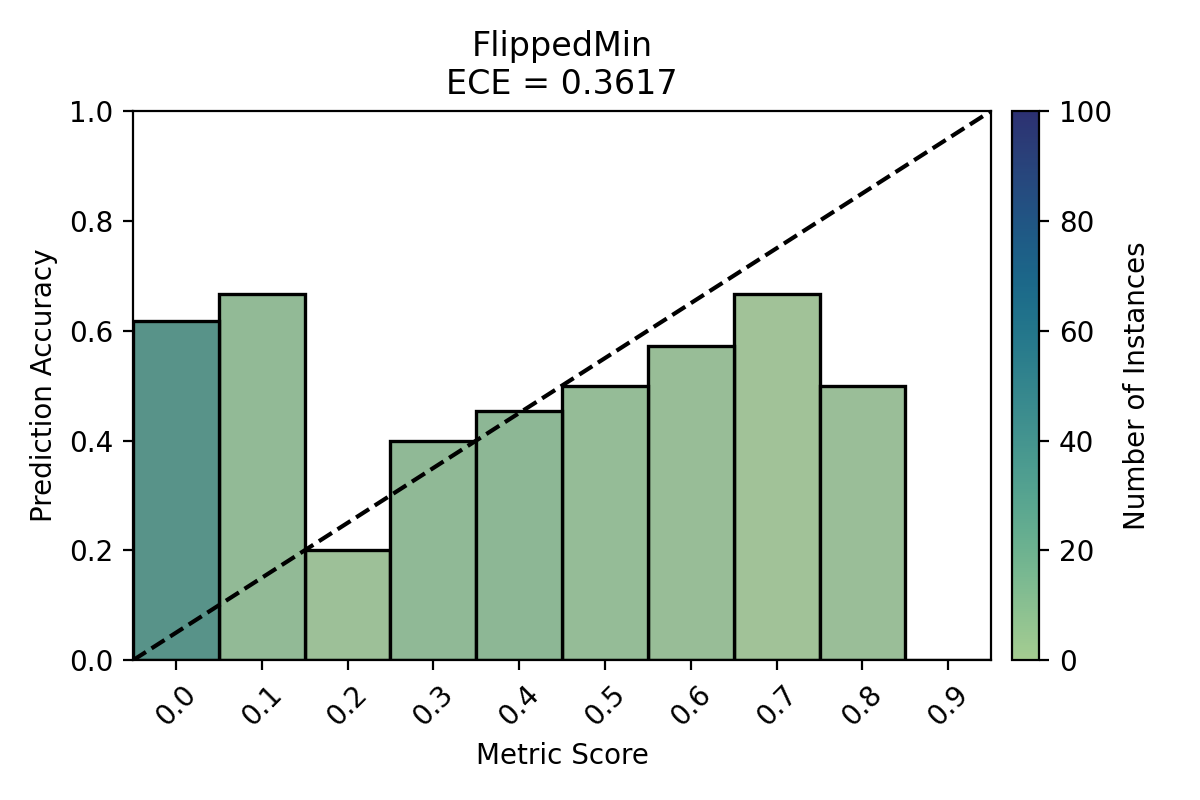 FlippedMin
ECE = 0.3617
Prediction Accuracy
1.0
0.8
0.6
0.4
0.2
0.0
0.0 0.1 0.2 0.3 0.4 0.5 0.6 0.7 0.8 0.9
Metric Score
100
80
60
40
20
0
Number of Instances